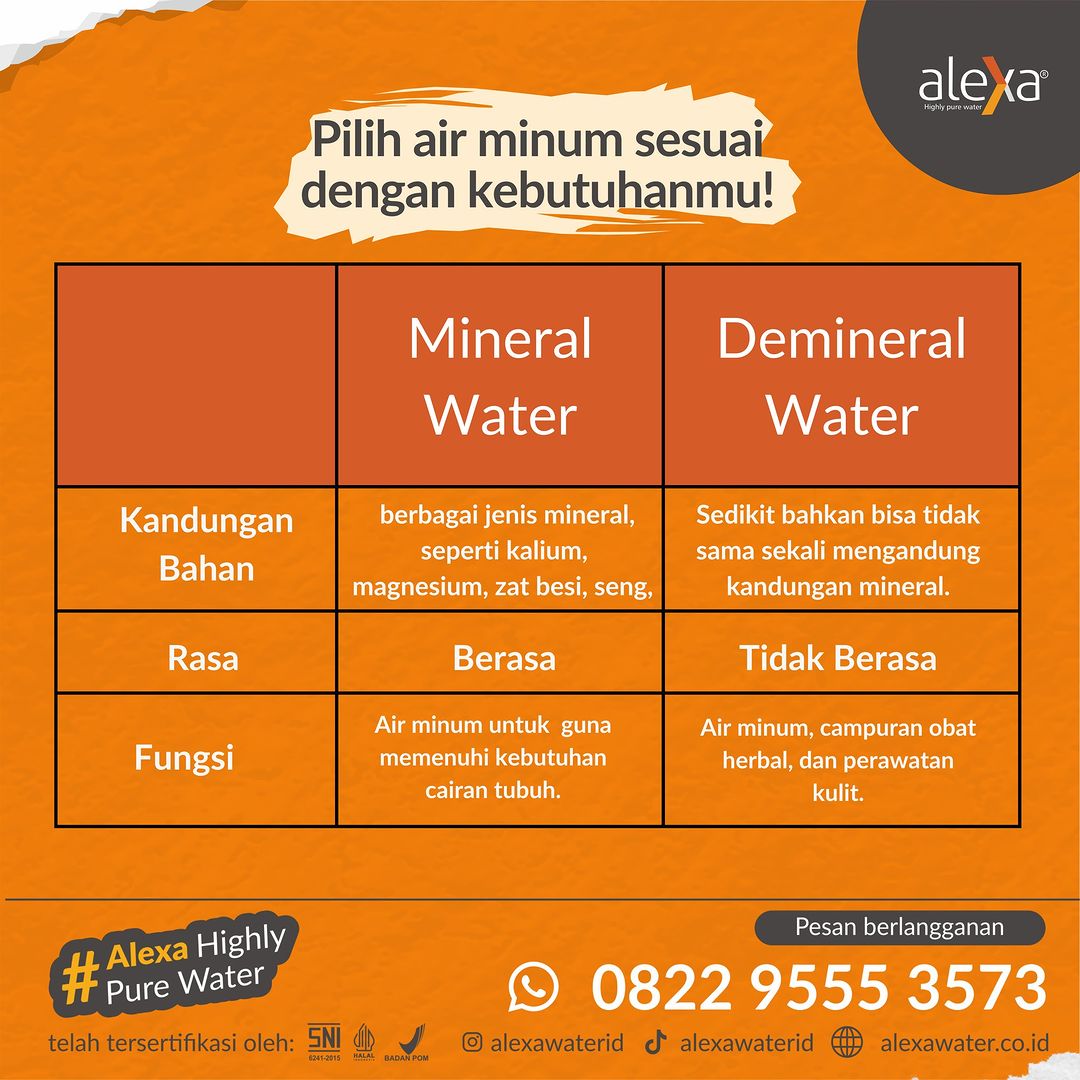 alexa®
Highly pure water
Pilih air minum sesuai
dengan kebutuhanmu!
Mineral
Water
Demineral
Water
Kandungan
Bahan
berbagai jenis mineral,
seperti kalium,
magnesium, zat besi, seng,
Sedikit bahkan bisa tidak
sama sekali mengandung
kandungan mineral.
Rasa
Berasa
Tidak Berasa
Fungsi
Air minum untuk guna
memenuhi kebutuhan
cairan tubuh.
Air minum, campuran obat
herbal, dan perawatan
kulit.
#Alexa Highly
Pure Water
Pesan berlangganan
0822 9555 3573
telah tersertifikasi oleh:
SNI
6241-2015
HALAL
INDONESIA
BADAN POM
alexawaterid
alexawaterid
alexawater.co.id